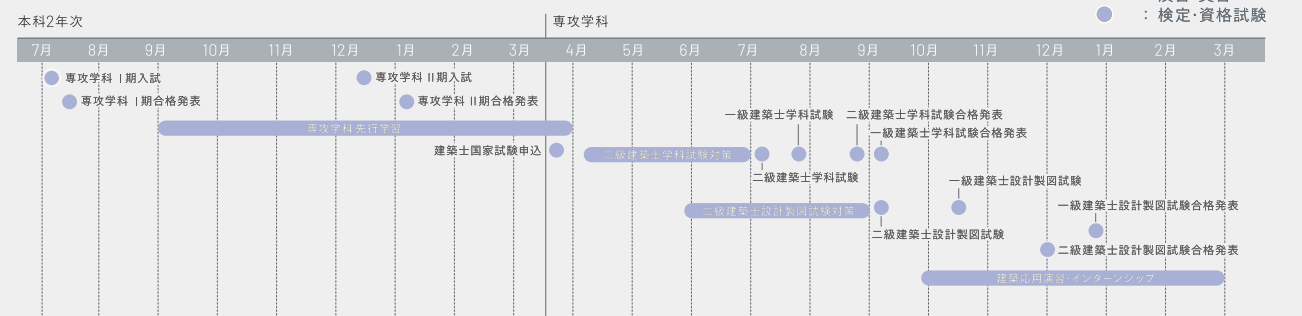 本科2年次
専攻学科
：検定・資格試験
7月 8月 9月 10月 11月 12月 1月 2月 3月 4月 5月 6月 7月 8月 9月 10月 11月 12月 1月 2月 3月
専攻学科 Ⅰ期入試
専攻学科 Ⅱ期入試
専攻学科 Ⅰ期合格発表
専攻学科 Ⅱ期合格発表
一級建築士学科試験
二級建築士学科試験合格発表
専攻学科 先行学習
一級建築士学科試験合格発表
建築士国家試験申込
二級建築士学科試験対策
二級建築士学科試験
一級建築士設計製図試験
一級建築士設計製図試験合格発表
二級建築士設計製図試験対策
二級建築士設計製図試験
二級建築士設計製図試験合格発表
建築応用演習・インターンシップ